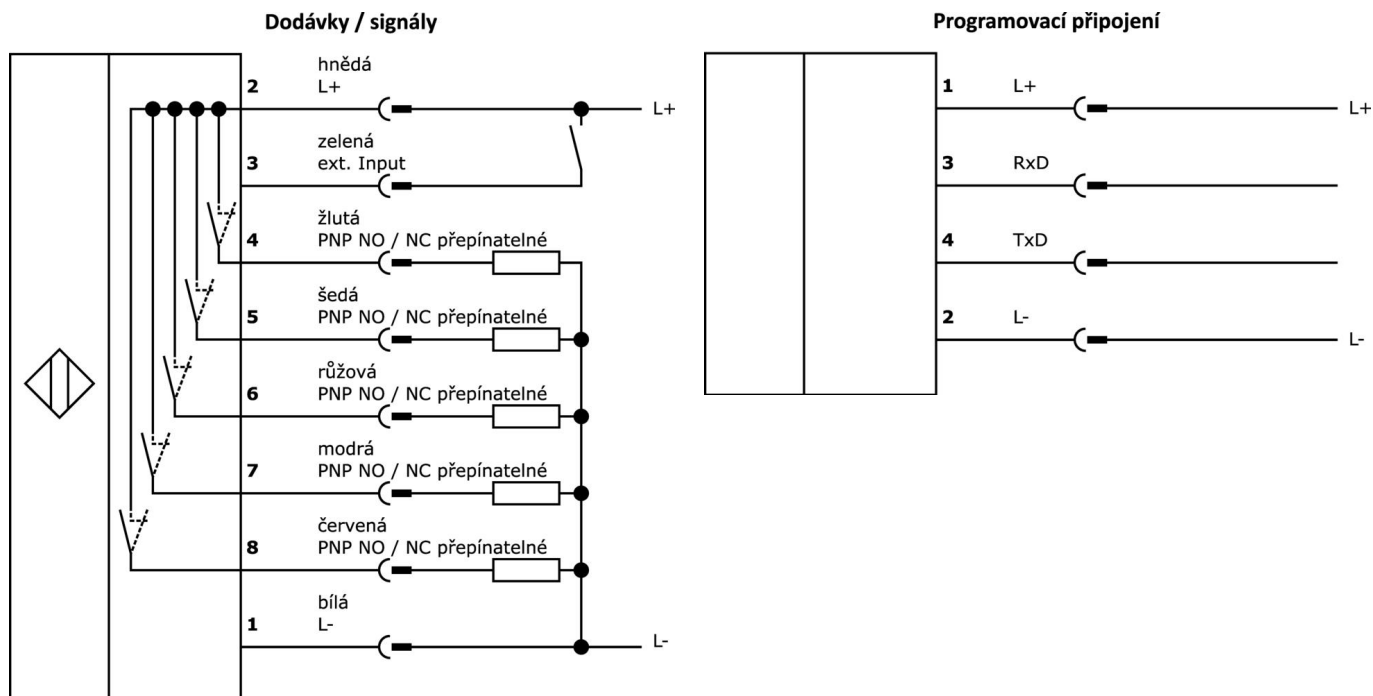 Dodávky / signály
hnědá
2 L+
L+
zelená
3 ext. Input
žlutá
4 PNP NO / NC přepínatelné
šedá
5 PNP NO / NC přepínatelné
růžová
6 PNP NO / NC přepínatelné
modrá
7 PNP NO / NC přepínatelné
červená
8 PNP NO / NC přepínatelné
bílá
1 L-
L-
Programovací připojení
1 L+
L+
3 RxD
4 TxD
2 L-
L-